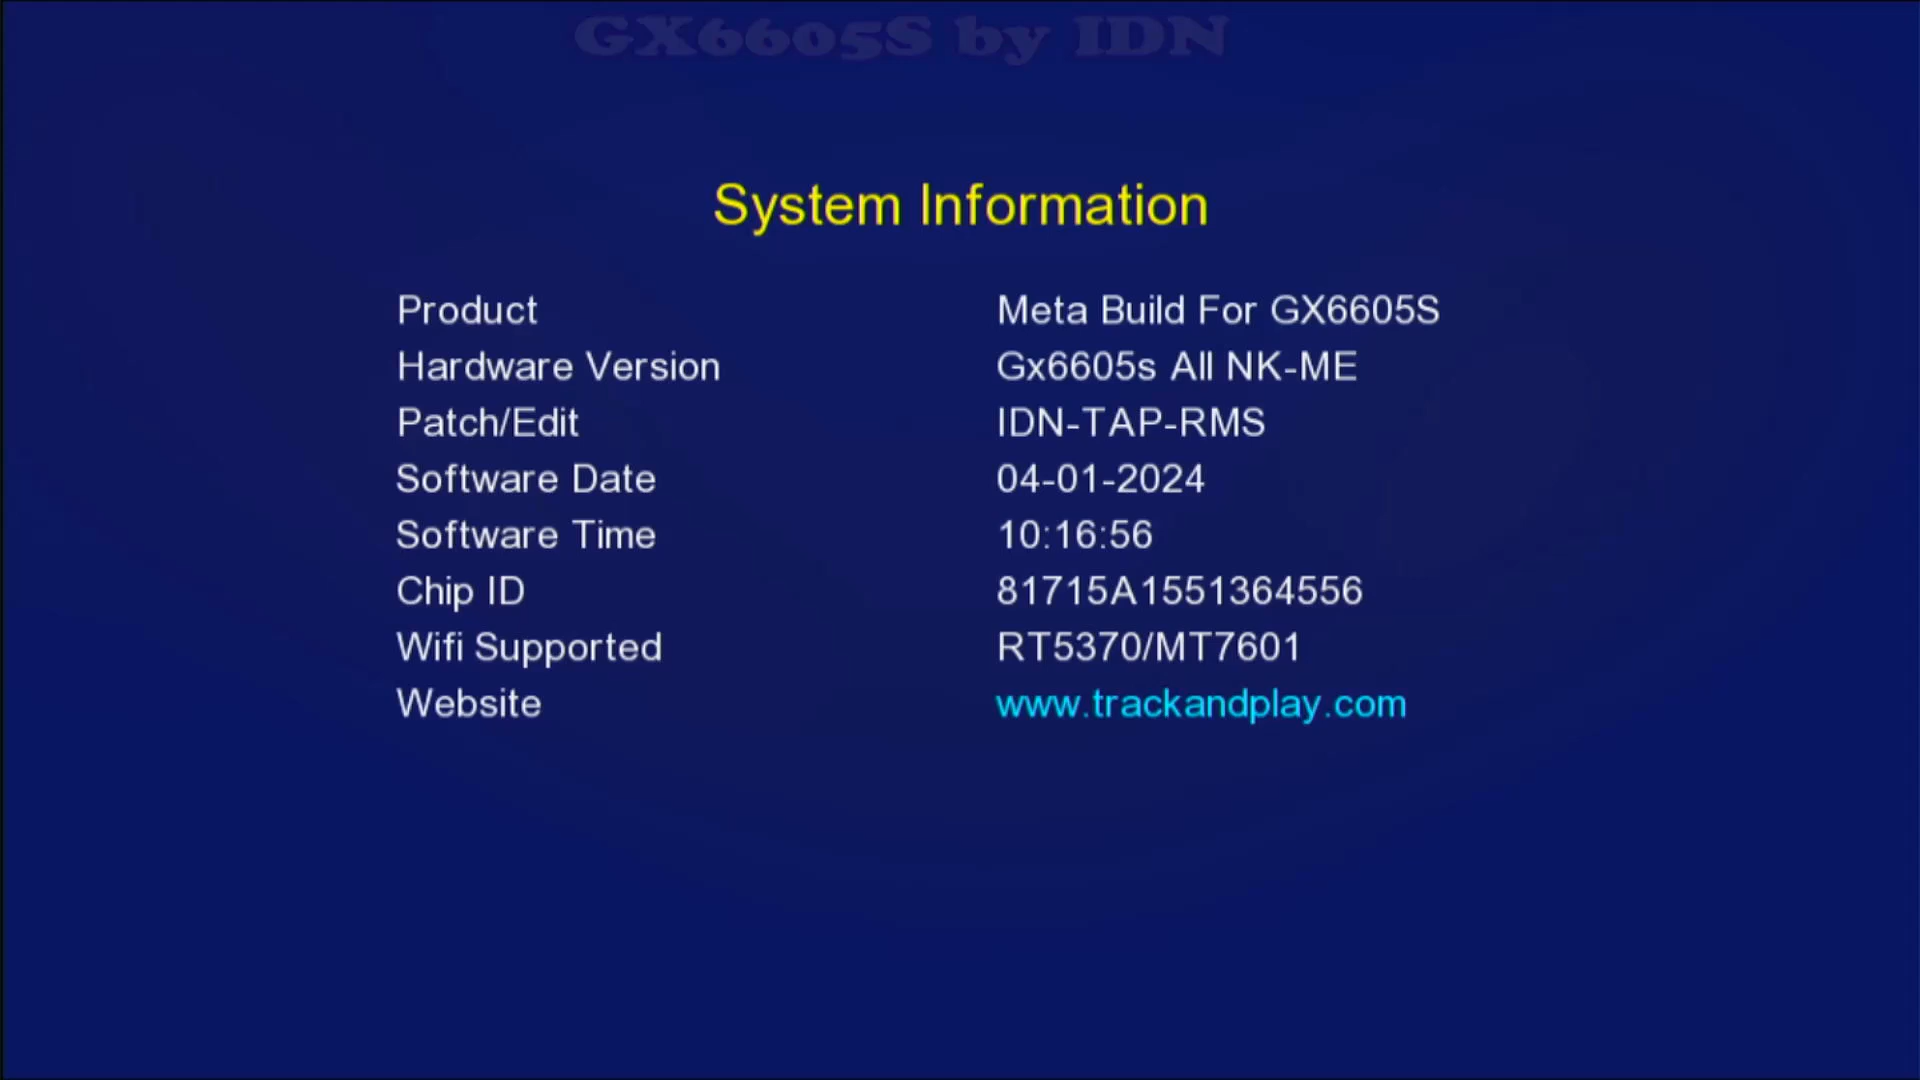 GX6605S by IDN
System Information
Product Meta Build For GX6605S
Hardware Version Gx6605s All NK-ME
Patch/Edit IDN-TAP-RMS
Software Date 04-01-2024
Software Time 10:16:56
Chip ID 81715A1551364556
Wifi Supported RT5370/MT7601
Website www.trackandplay.com